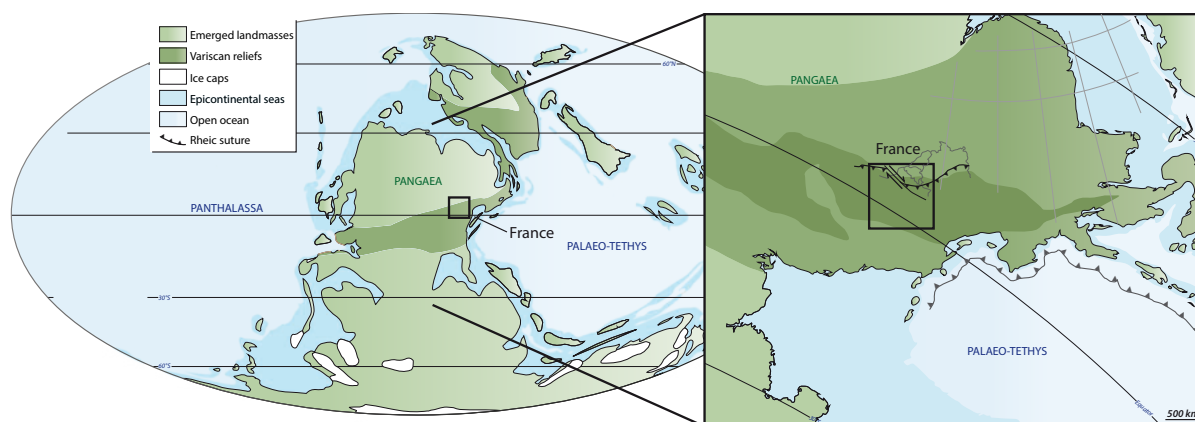 Emerged landmasses
Variscan reliefs
Ice caps
Epicontinental seas
Open ocean
Rheic suture
60°N
PANGAEA
PANTHALASSA
France
PALAEO-TETHYS
30°S
60°S
PANGAEA
France
PALAEO-TETHYS
Equator
500 km